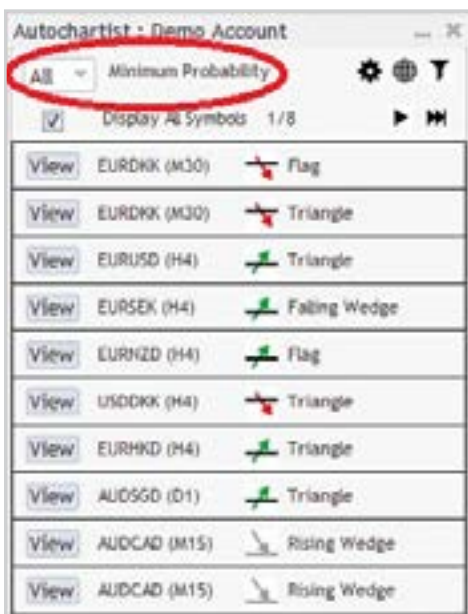 Autochartist : Demo Account
All Minimum Probability
Display All Symbols 1/8
View EURDKK (M30) Flag
View EURDKK (M30) Triangle
View EURUSD (H4) Triangle
View EURSEK (H4) Falling Wedge
View EURNZD (H4) Flag
View USDDKK (H4) Triangle
View EURHKD (H4) Triangle
View AUDSGD (D1) Triangle
View AUDCAD (M15) Rising Wedge
View AUDCAD (M15) Rising Wedge